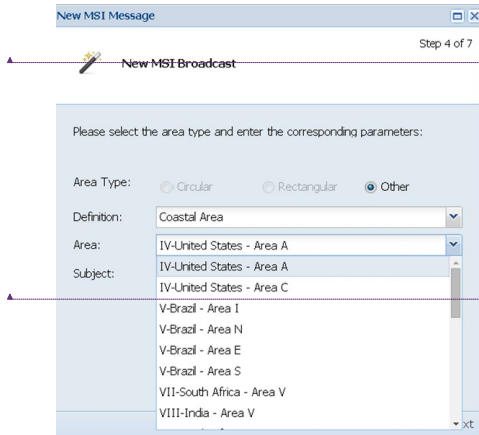 New MSI Message
Step 4 of 7
New MSI Broadcast
Please select the area type and enter the corresponding parameters:
Area Type: Circular Rectangular Other
Definition: Coastal Area
Area: IV-United States - Area A
Subject:
IV-United States - Area A
IV-United States - Area C
V-Brazil - Area I
V-Brazil - Area N
V-Brazil - Area E
V-Brazil - Area S
VII-South Africa - Area V
VIII-India - Area V
xt